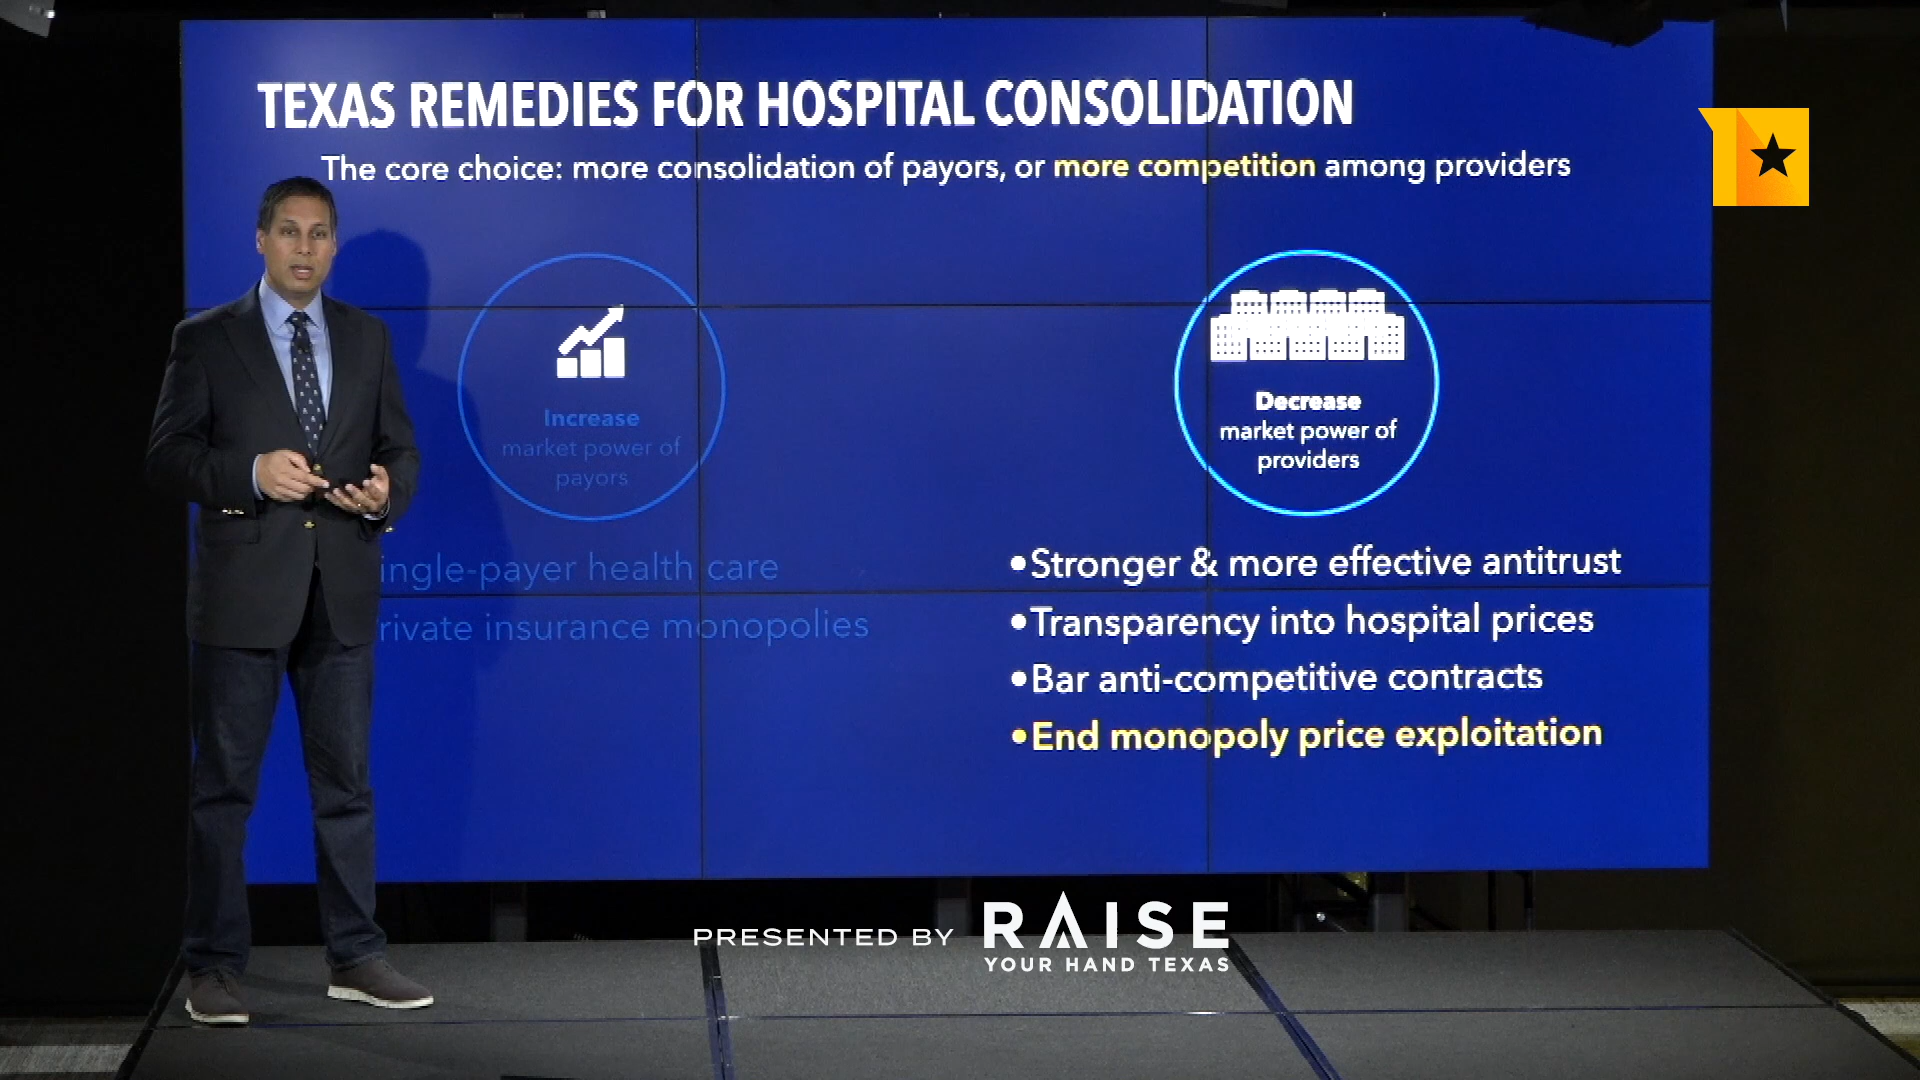 TEXAS REMEDIES FOR HOSPITAL CONSOLIDATION
The core choice: more consolidation of payors, or more competition among providers
Increase
market power of
payors
ingle-payer health care
rivate insurance monopolies
Decrease
market power of
providers
•Stronger & more effective antitrust
•Transparency into hospital prices
•Bar anti-competitive contracts
•End monopoly price exploitation
PRESENTED BY RAISE
YOUR HAND TEXAS